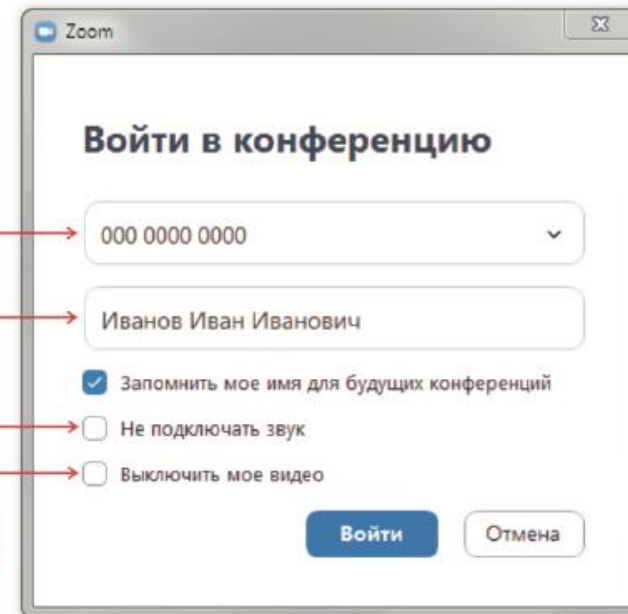 Zoom
Войти в конференцию
000 0000 0000
Иванов Иван Иванович
Запомнить мое имя для будущих конференций
Не подключать звук
Выключить мое видео
Войти
Отмена